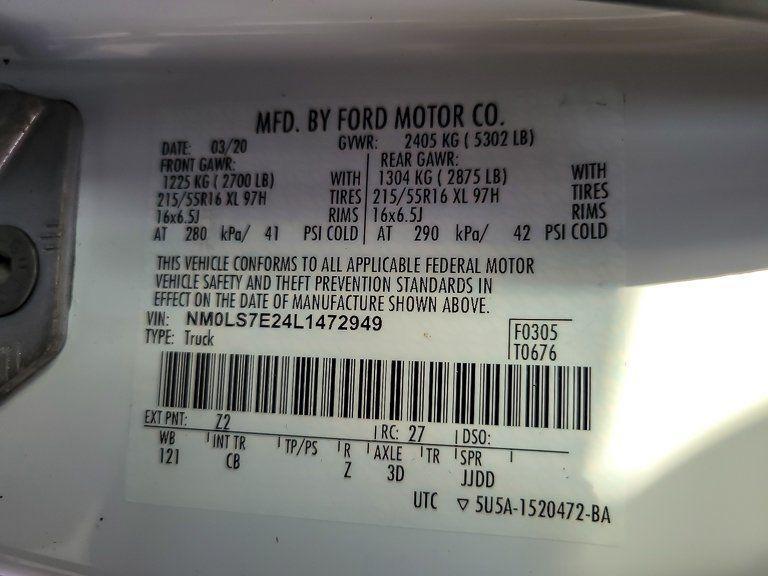 MFD. BY FORD MOTOR CO.
DATE: 03/20 GVWR: 2405 KG ( 5302 LB)
FRONT GAWR: REAR GAWR:
1225 KG ( 2700 LB) WITH 1304 KG ( 2875 LB) WITH
215/55R16 XL 97H TIRES 215/55R16 XL 97H TIRES
16x6.5J RIMS 16x6.5J RIMS
AT 280 kPa/ 41 PSI COLD AT 290 kPa/ 42 PSI COLD
THIS VEHICLE CONFORMS TO ALL APPLICABLE FEDERAL MOTOR
VEHICLE SAFETY AND THEFT PREVENTION STANDARDS IN
EFFECT ON THE DATE OF MANUFACTURE SHOWN ABOVE.
VIN: NM0LS7E24L1472949
TYPE: Truck
F0305
T0676
EXT PNT: Z2 RC: 27 DSO:
WB INT TR TP/PS R AXLE TR SPR
121 CB Z 3D JJDD
UTC ▽ 5U5A-1520472-BA